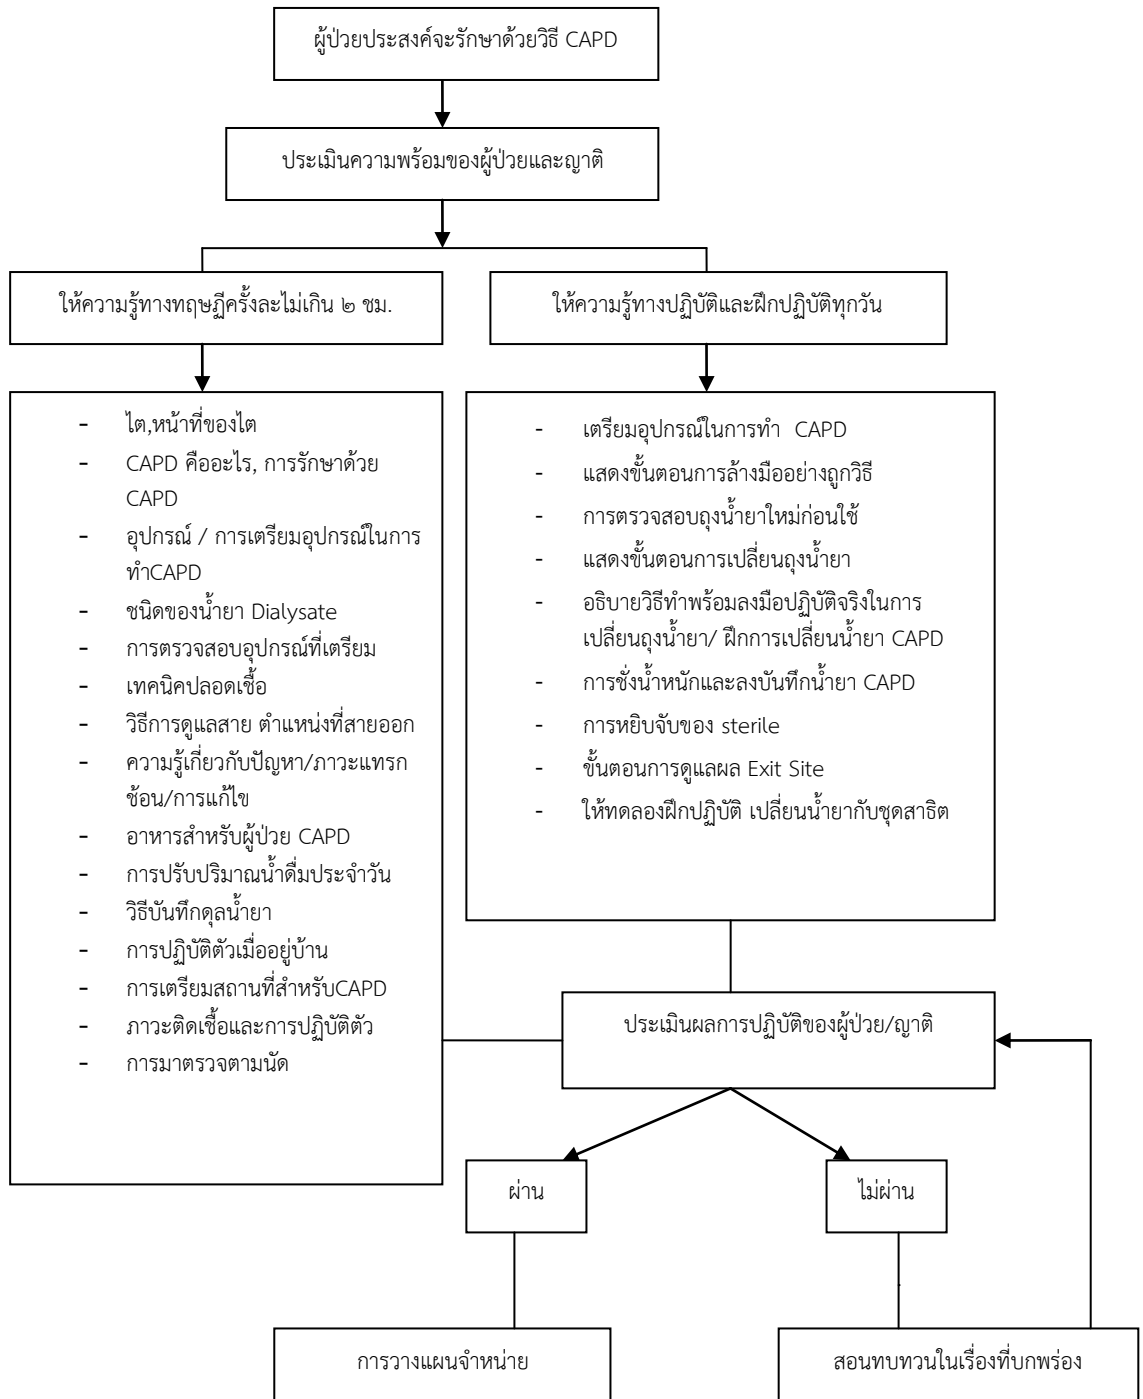 ผู้ป่วยประสงค์จะรักษาด้วยวิธี CAPD
ประเมินความพร้อมของผู้ป่วยและญาติ
ให้ความรู้ทางทฤษฎีครั้งละไม่เกิน ๒ ชม.
ให้ความรู้ทางปฏิบัติและฝึกปฏิบัติทุกวัน
- ไต,หน้าที่ของไต
- CAPD คืออะไร, การรักษาด้วย
CAPD
- อุปกรณ์ / การเตรียมอุปกรณ์ในการ
ทำCAPD
- ชนิดของน้ำยา Dialysate
- การตรวจสอบอุปกรณ์ที่เตรียม
- เทคนิคปลอดเชื้อ
- วิธีการดูแลสาย ตำแหน่งที่สายออก
- ความรู้เกี่ยวกับปัญหา/ภาวะแทรก
ซ้อน/การแก้ไข
- อาหารสำหรับผู้ป่วย CAPD
- การปรับปริมาณน้ำดื่มประจำวัน
- วิธีบันทึกดุลน้ำยา
- การปฏิบัติตัวเมื่ออยู่บ้าน
- การเตรียมสถานที่สำหรับCAPD
- ภาวะติดเชื้อและการปฏิบัติตัว
- การมาตรวจตามนัด
- เตรียมอุปกรณ์ในการทำ CAPD
- แสดงขั้นตอนการล้างมืออย่างถูกวิธี
- การตรวจสอบถุงน้ำยาใหม่ก่อนใช้
- แสดงขั้นตอนการเปลี่ยนถุงน้ำยา
- อธิบายวิธีทำพร้อมลงมือปฏิบัติจริงในการ
เปลี่ยนถุงน้ำยา/ ฝึกการเปลี่ยนน้ำยา CAPD
- การชั่งน้ำหนักและลงบันทึกน้ำยา CAPD
- การหยิบจับของ sterile
- ขั้นตอนการดูแลผล Exit Site
- ให้ทดลองฝึกปฏิบัติ เปลี่ยนน้ำยากับชุดสาธิต
ประเมินผลการปฏิบัติของผู้ป่วย/ญาติ
ผ่าน
ไม่ผ่าน
การวางแผนจำหน่าย
สอนทบทวนในเรื่องที่บกพร่อง